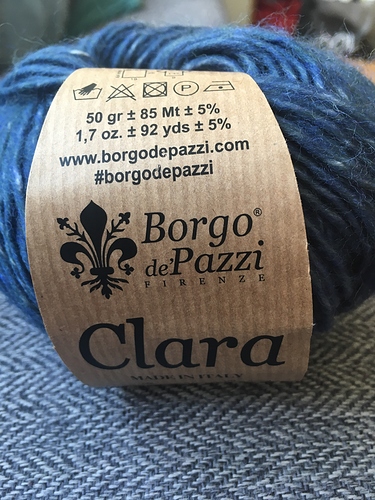 P
50 gr ± 85 Mt ± 5%
1,7 oz. ± 92 yds ± 5%
www.borgodepazzi.com
#borgodepazzi
Borgo®
de'Pazzi
FIRENZE
Clara
MADE IN ITALY